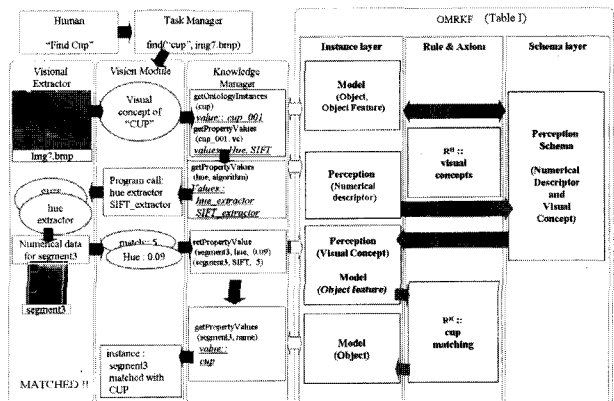 Human
"Find Cup"
Task Manager
find("cup", img7.bmp)
OMRKF (Table I)
Visional
Extractor
Vision Module
Knowledge
Manager
Instance layer
Rule & Axiom
Schema layer
img7.bmp
Visual
concept of
"CUP"
getOntologyInstances
(cup)
value:: cup_001
getPropertyValues
(cup_001, vc)
values:: Hue, SIFT
Model
(Object,
Object Feature)
Perception
Schema
(Numerical
Descriptor
and
Visual
Concept)
hue
extractor
Program call:
hue extractor
SIFT_extractor
getPropertyValues
(hue, algorithm)
Values ::
hue_extractor
SIFT_extructor
Perception
(Numerical
descriptor)
::
visual
concepts
Numerical data
for segment3
segment3
match: 5
Hue : 0.09
setPropertyValue
(segment3, hue, 0.09)
(segment3, SIFT, 5)
Perception
(Visual Concept)
Model
(Object feature)
::
cup
matching
MATCHED !!
instance :
segment3
matched with
CUP
getPropertyValues
(segment3, name)
value::
cup
Model
(Object)